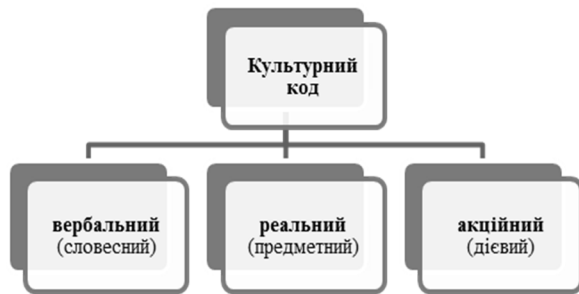 Культурний
код
вербальний
(словесний)
реальний
(предметний)
акційний
(дієвий)